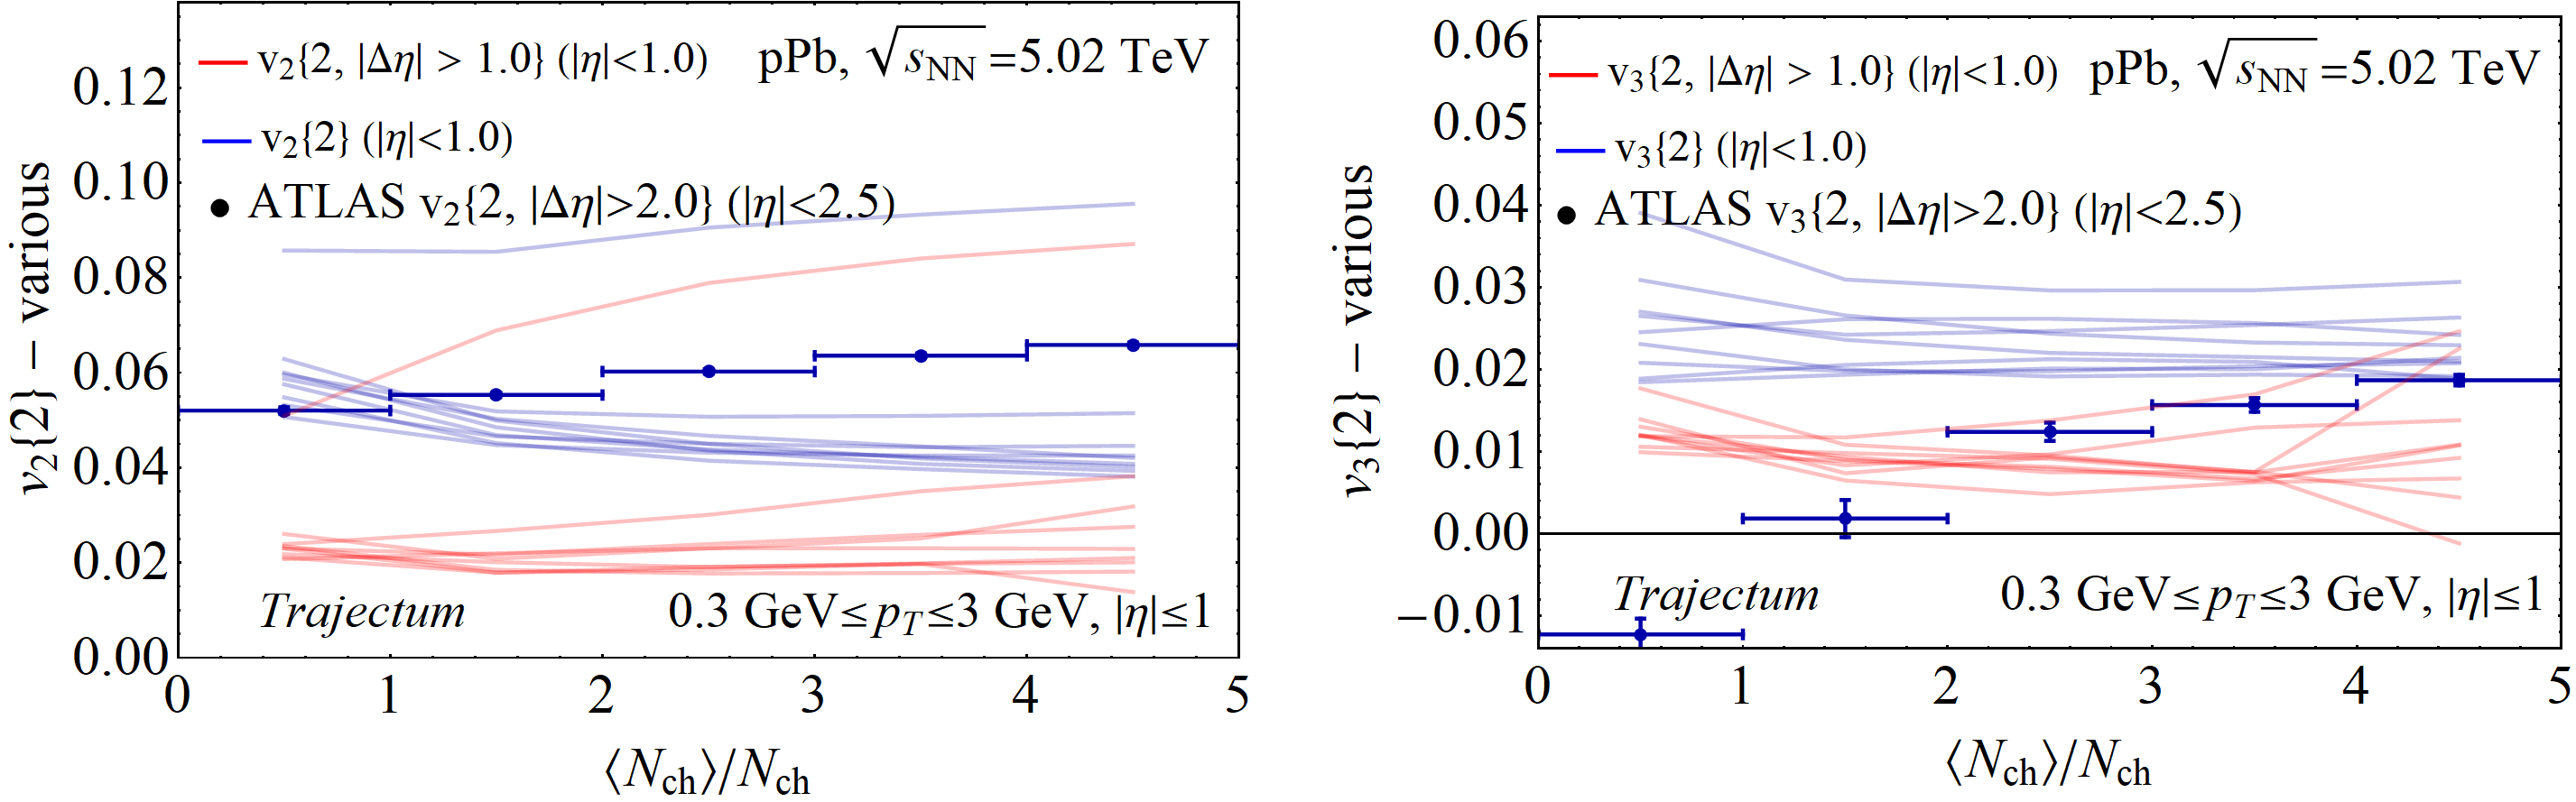 v2{2, |Δη| > 1.0} (|η|<1.0) pPb, √sNN=5.02 TeV
v2{2} (|η|<1.0)
ATLAS v2{2, |Δη|>2.0} (|η|<2.5)
v2{2} – various
0.12
0.10
0.08
0.06
0.04
0.02
0.00
Trajectum 0.3 GeV≤pT≤3 GeV, |η|≤1
0 1 2 3 4 5
⟨Nch⟩/Nch
v3{2, |Δη| > 1.0} (|η|<1.0) pPb, √sNN=5.02 TeV
v3{2} (|η|<1.0)
ATLAS v3{2, |Δη|>2.0} (|η|<2.5)
v3{2} – various
0.06
0.05
0.04
0.03
0.02
0.01
0.00
−0.01
Trajectum 0.3 GeV≤pT≤3 GeV, |η|≤1
0 1 2 3 4 5
⟨Nch⟩/Nch